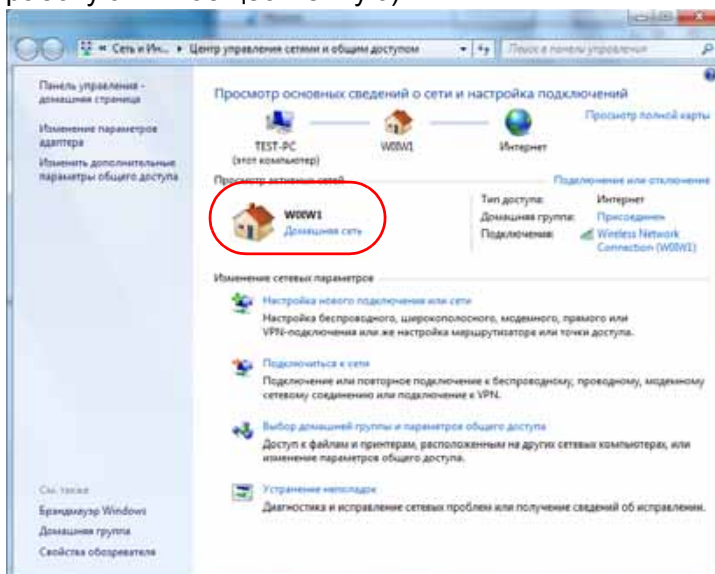 Сеть и Ин... Центр управления сетями и общим доступом Поиск в панели управления
Панель управления -
домашняя страница
Изменение параметров
адаптера
Изменить дополнительные
параметры общего доступа
Просмотр основных сведений о сети и настройка подключений
Просмотр полной карты
TEST-PC
(этот компьютер)
W00W1
Интернет
Просмотр активных сетей
Подключение или отключение
W00W1
Домашняя сеть
Тип доступа: Интернет
Домашняя группа: Присоединен
Подключения: Wireless Network
Connection (W00W1)
Изменение сетевых параметров
Настройка нового подключения или сети
Настройка беспроводного, широкополосного, модемного, прямого или
VPN-подключения или же настройка маршрутизатора или точки доступа.
Подключиться к сети
Подключение или повторное подключение к беспроводному, проводному, модемному
сетевому соединению или подключение к VPN.
Выбор домашней группы и параметров общего доступа
Доступ к файлам и принтерам, расположенным на других сетевых компьютерах, или
изменение параметров общего доступа.
Устранение неполадок
Диагностика и исправление сетевых проблем или получение сведений об исправлении.
См. также
Брандмауэр Windows
Домашняя группа
Свойства обозревателя